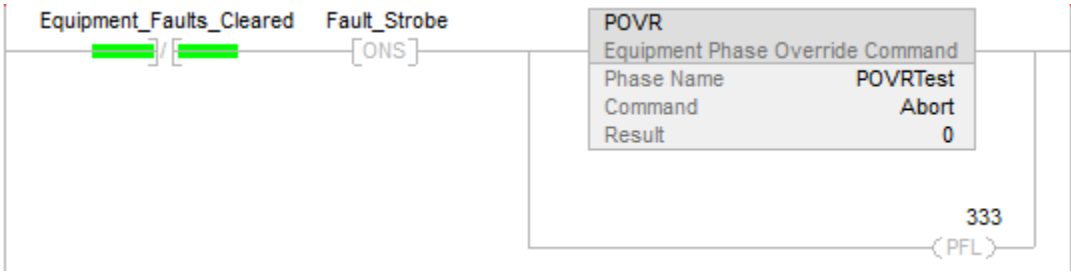 Equipment_Faults_Cleared Fault_Strobe
/ ONS
POVR
Equipment Phase Override Command
Phase Name POVRTest
Command Abort
Result 0
333
PFL